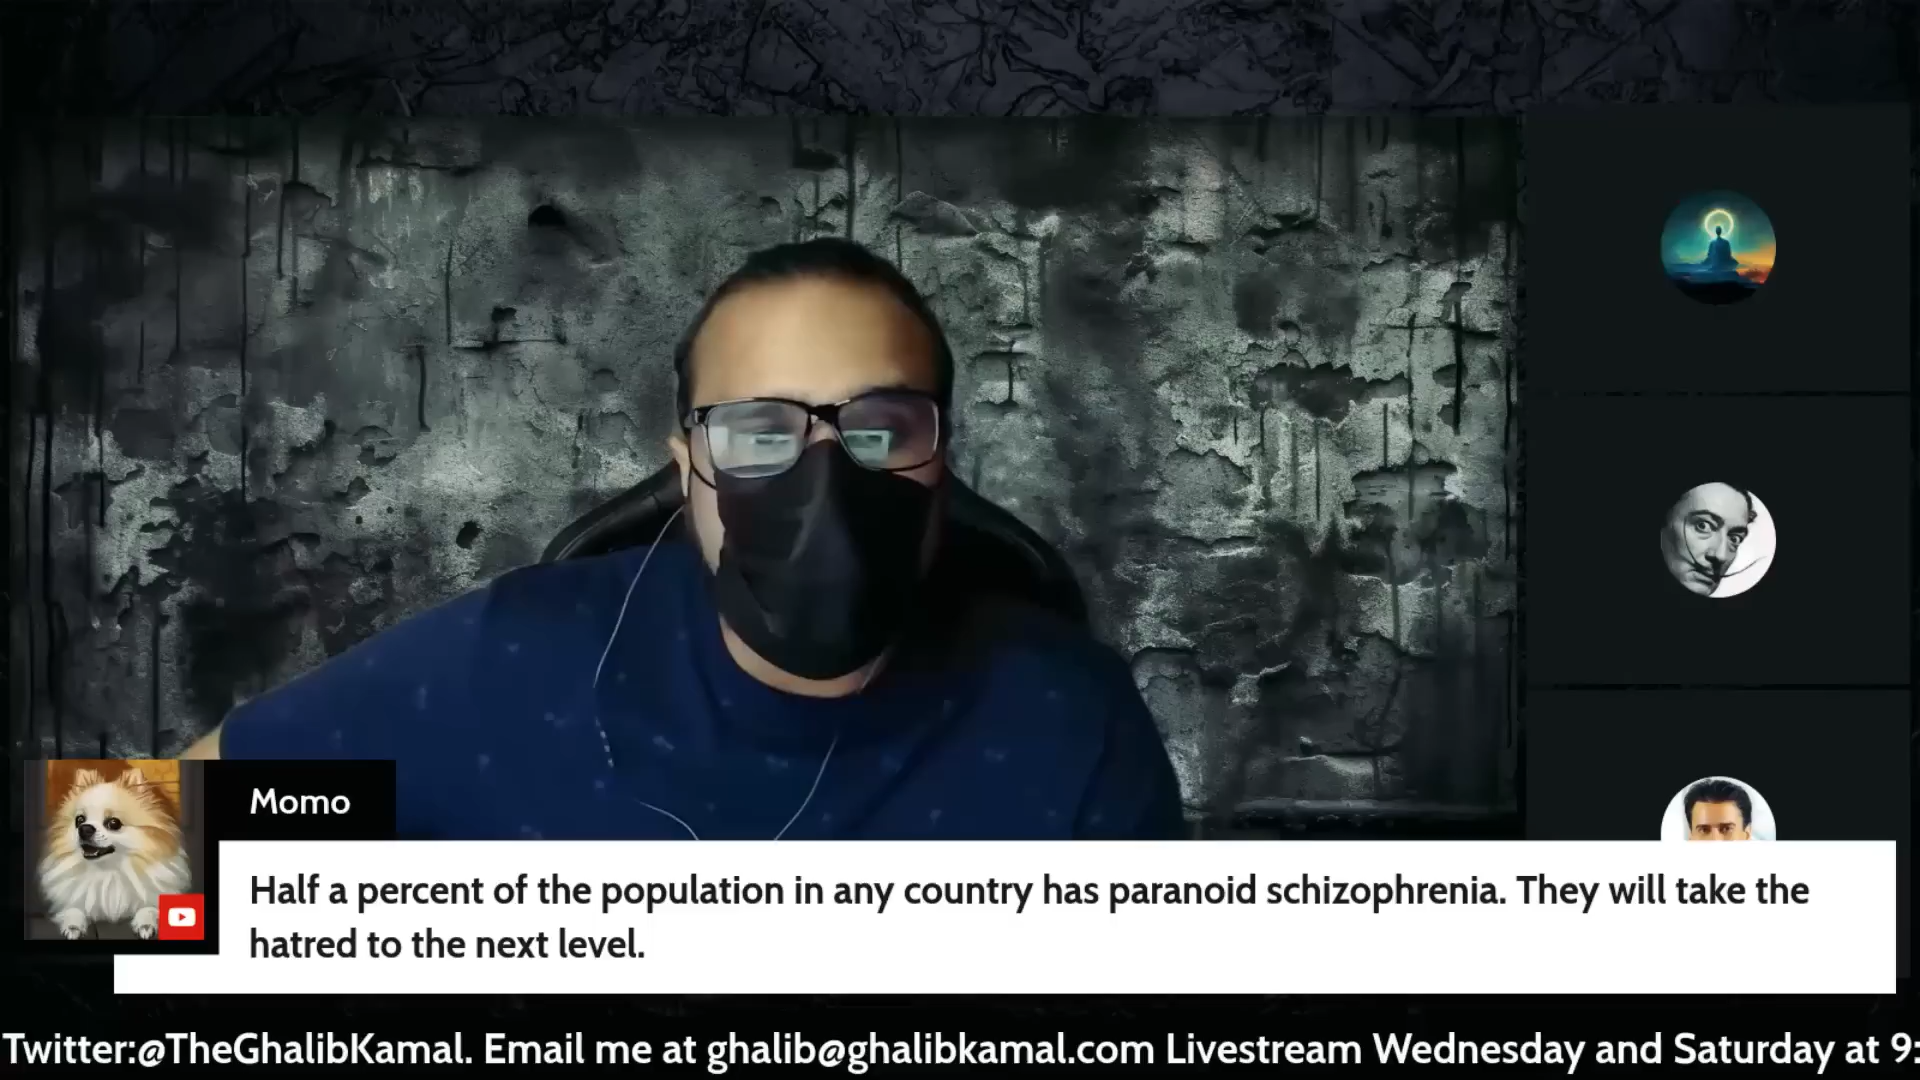 Momo
Half a percent of the population in any country has paranoid schizophrenia. They will take the
hatred to the next level.
Twitter:@TheGhalibKamal. Email me at ghalib@ghalibkamal.com Livestream Wednesday and Saturday at 9: